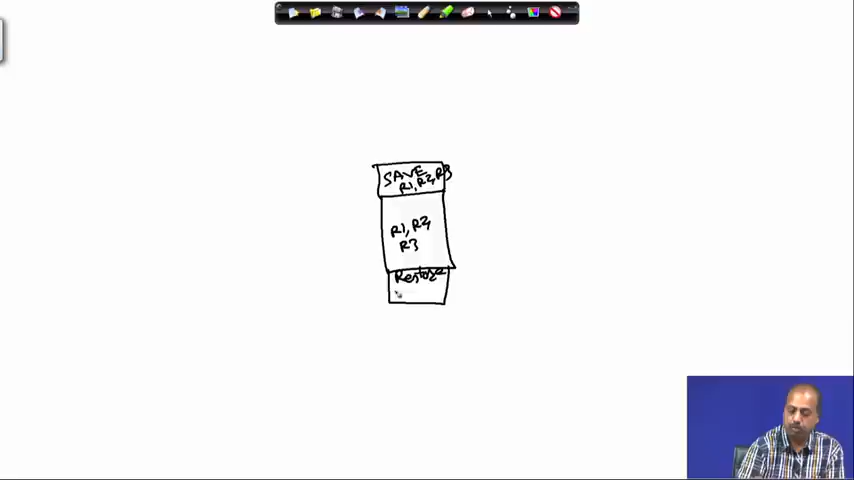 SAVE R3
R1, R2,
R1, R2,
R3
Restore